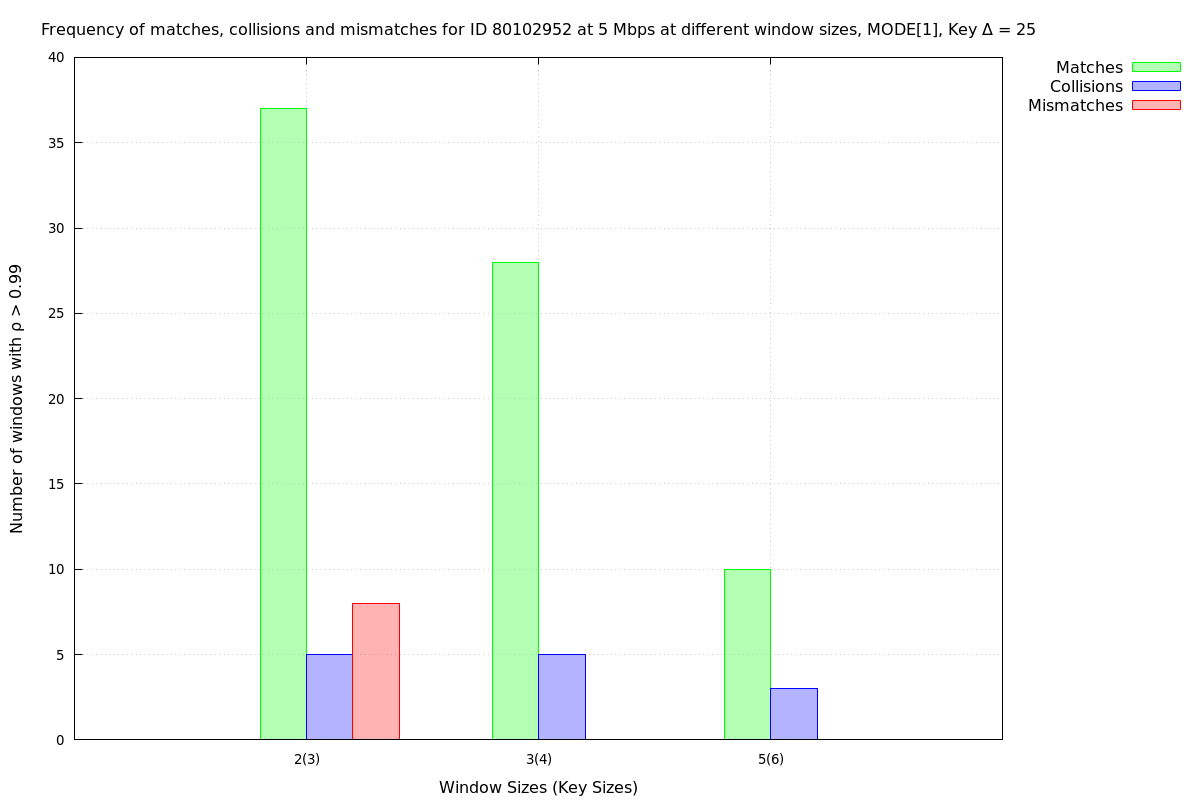 Frequency of matches, collisions and mismatches for ID 80102952 at 5 Mbps at different window sizes, MODE[1], Key Δ = 25
Matches
Collisions
Mismatches
Number of windows with ρ > 0.99
40
35
30
25
20
15
10
5
0
2(3)
3(4)
5(6)
Window Sizes (Key Sizes)